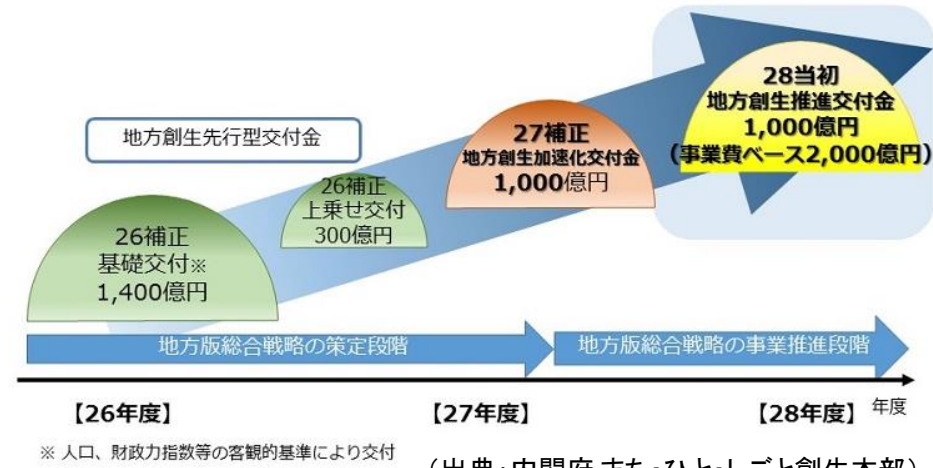 28当初
地方創生推進交付金
1,000億円
(事業費ベース2,000億円)
27補正
地方創生加速化交付金
1,000億円
地方創生先行型交付金
26補正
上乗せ交付
300億円
26補正
基礎交付※
1,400億円
地方版総合戦略の策定段階
地方版総合戦略の事業推進段階
【26年度】
【27年度】
【28年度】
年度
※ 人口、財政力指数等の客観的基準により交付
(出典:内閣府 まち・ひと・しごと創生本部)